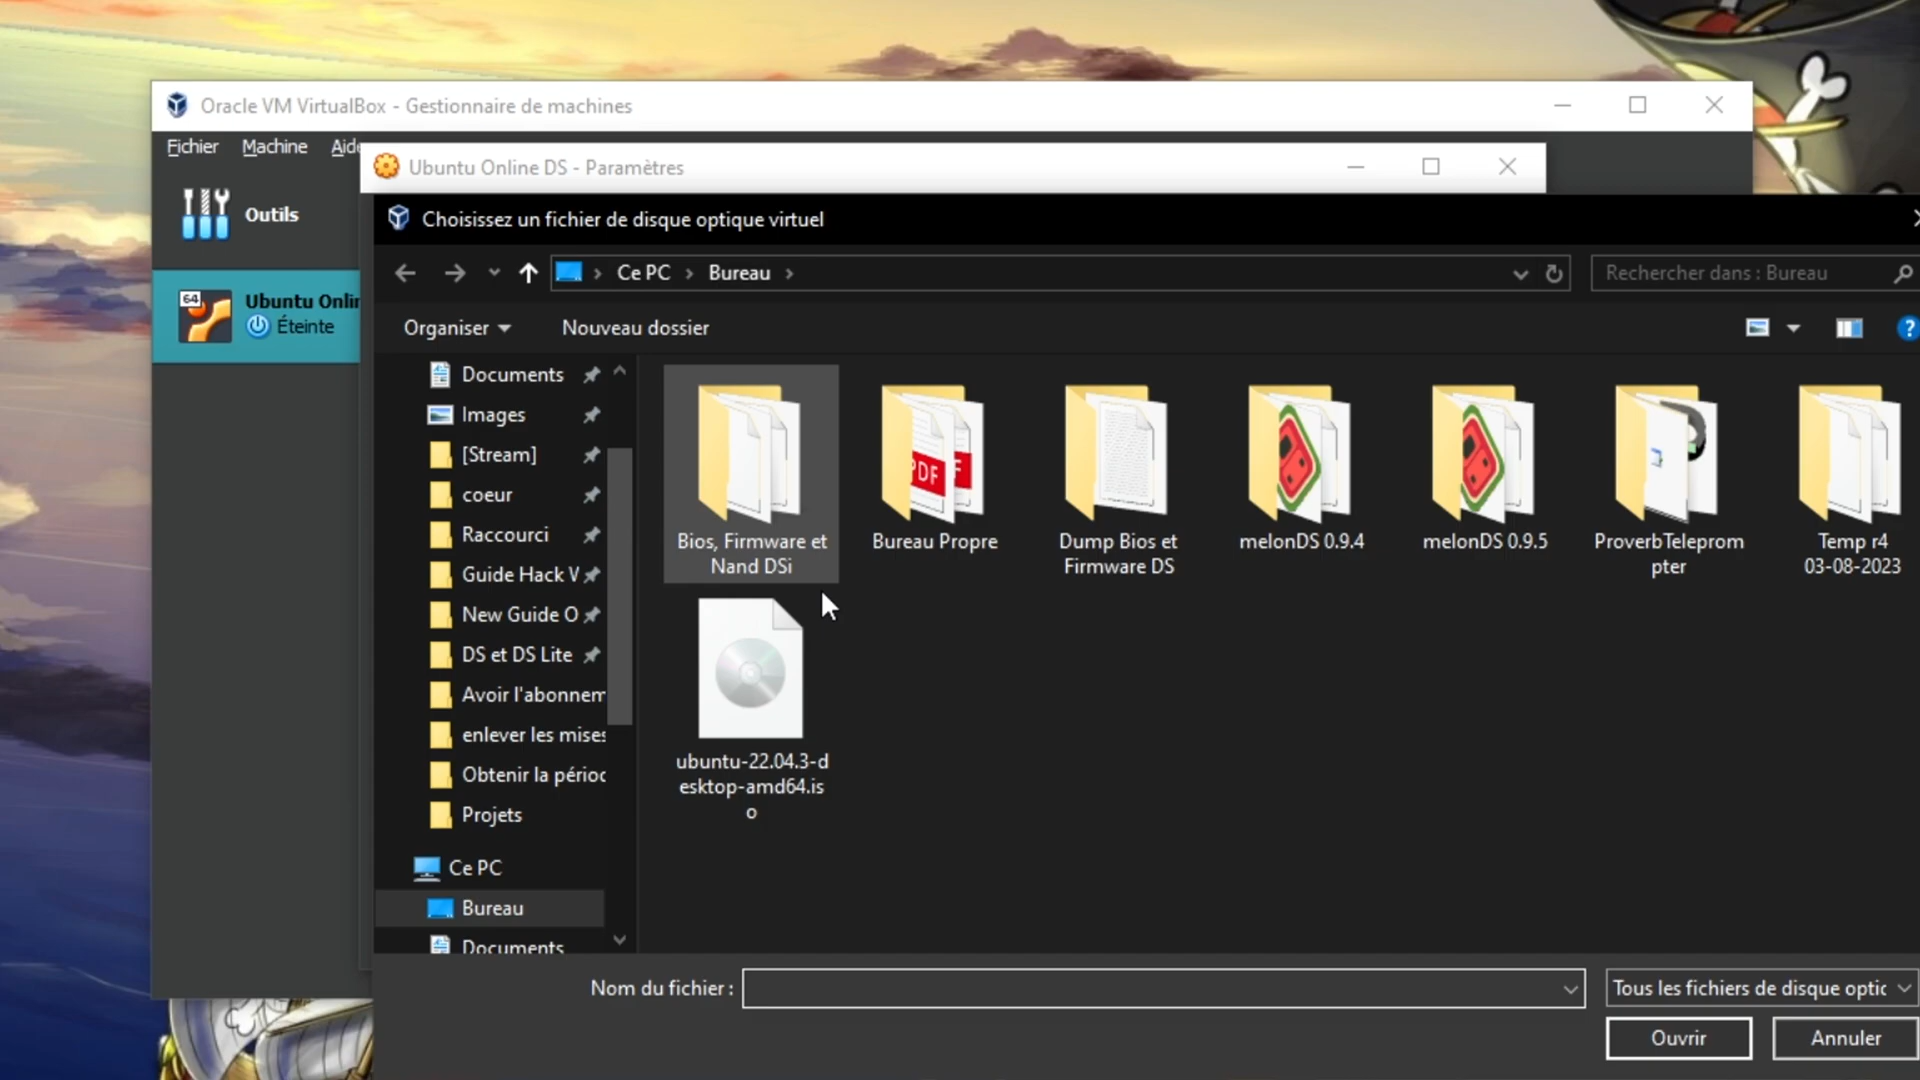 Oracle VM VirtualBox - Gestionnaire de machines
Fichier Machine Aide
Ubuntu Online DS - Paramètres
Outils
Choisissez un fichier de disque optique virtuel
Ce PC Bureau
Rechercher dans : Bureau
64
Ubuntu Onlin
Éteinte
Organiser Nouveau dossier
?
Documents
Images
[Stream]
coeur
Raccourci
Guide Hack V
New Guide O
DS et DS Lite
Avoir l'abonnem
enlever les mises
Obtenir la périod
Projets
Ce PC
Bureau
Documents
Bios, Firmware et
Nand DSi
PDF F
Bureau Propre
Dump Bios et
Firmware DS
melonDS 0.9.4
melonDS 0.9.5
ProverbTeleprom
pter
Temp r4
03-08-2023
ubuntu-22.04.3-d
esktop-amd64.is
o
Nom du fichier :
Tous les fichiers de disque optic
Ouvrir Annuler